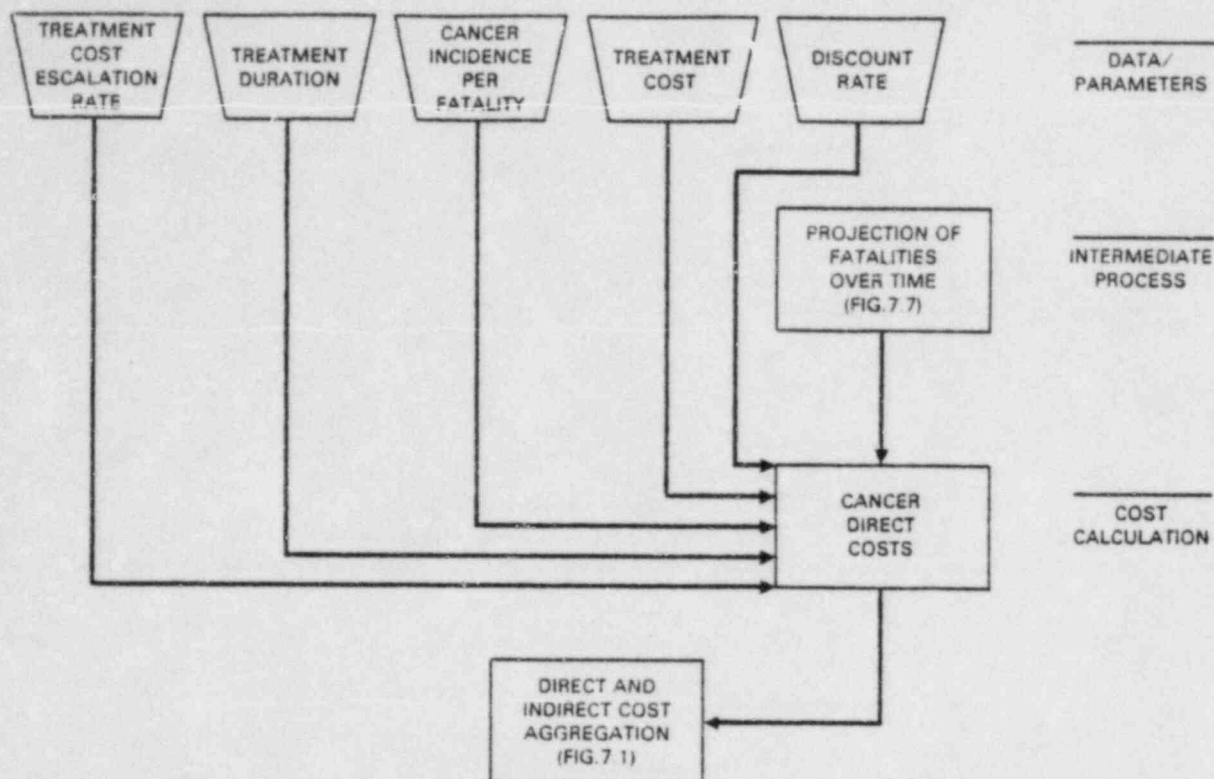 TREATMENT
COST
ESCALATION
RATE
TREATMENT
DURATION
CANCER
INCIDENCE
PER
FATALITY
TREATMENT
COST
DISCOUNT
RATE
DATA/
PARAMETERS
PROJECTION OF
FATALITIES
OVER TIME
(FIG.7.7)
INTERMEDIATE
PROCESS
CANCER
DIRECT
COSTS
COST
CALCULATION
DIRECT AND
INDIRECT COST
AGGREGATION
(FIG.7.1)